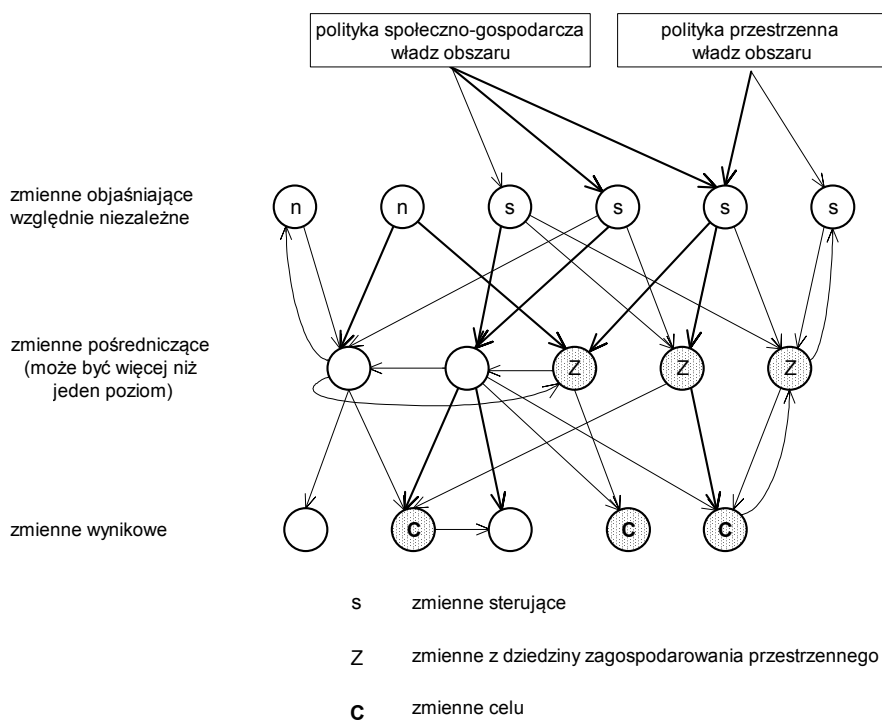 polityka społeczno-gospodarcza
władz obszaru
polityka przestrzenna
władz obszaru
zmienne objaśniające
względnie niezależne
n n s s s s
zmienne pośredniczące
(może być więcej niż
jeden poziom)
Z Z Z
zmienne wynikowe
C C C
s zmienne sterujące
Z zmienne z dziedziny zagospodarowania przestrzennego
C zmienne celu